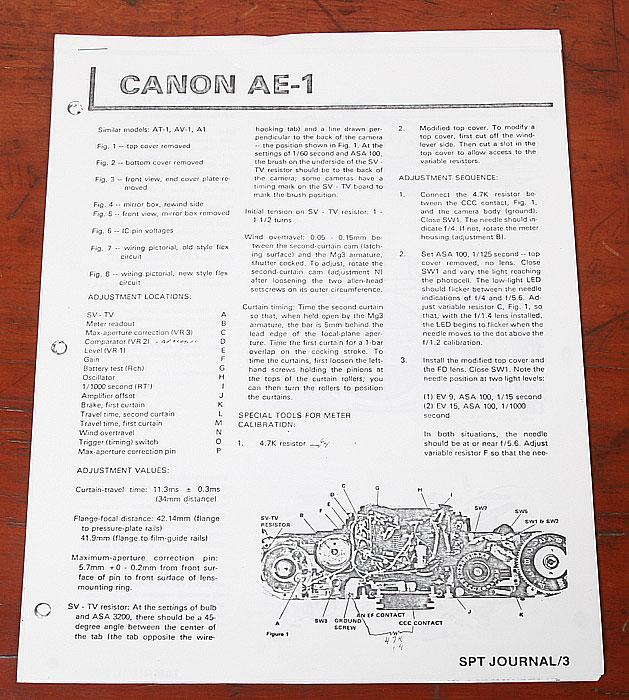 CANON AE-1
Similar models: AT-1, AV-1, A1
Fig. 1 -- top cover removed
Fig. 2 -- bottom cover removed
Fig. 3 -- front view, end cover plate re-
moved
Fig. 4 -- mirror box, rewind side
Fig. 5 -- front view, mirror box removed
Fig. 6 -- IC pin voltages
Fig. 7 -- wiring pictorial, old style flex
circuit
Fig. 8 -- wiring pictorial, new style flex
circuit
ADJUSTMENT LOCATIONS:
SV - TV A
Meter readout B
Max-aperture correction (VR 3) C
Comparator (VR2) D
Level (VR1) E
Gain F
Battery test (Rch) G
Oscillator H
1/1000 second (RT') I
Amplifier offset J
Brake, first curtain K
Travel time, second curtain L
Travel time, first curtain M
Wind overtravel N
Trigger (timing) switch O
Max-aperture correction pin P
ADJUSTMENT VALUES:
Curtain-travel time: 11.3ms ± 0.3ms
(34mm distance)
Flange-focal distance: 42.14mm (flange
to pressure-plate rails)
41.9mm (flange to film-guide rails)
Maximum-aperture correction pin:
5.7mm +0 - 0.2mm from front sur-
face of pin to front surface of lens-
mounting ring.
SV - TV resistor: At the settings of bulb
and ASA 3200, there should be a 45-
degree angle between the center of
the tab (the tab opposite the wire-
hooking tab) and a line drawn per-
pendicular to the back of the camera
-- the position shown in Fig. 1. At the
settings of 1/60 second and ASA 100,
the brush on the underside of the SV -
TV resistor should be to the back of
the camera; some cameras have a
timing mark on the SV - TV board to
mark the brush position.
Initial tension on SV - TV resistor: 1 -
1 1/2 turns
Wind overtravel: 0.05 - 0.15mm be-
tween the second-curtain cam (latch-
ing surface) and the Mg3 armature,
shutter cocked. To adjust, rotate the
second-curtain cam (adjustment N)
after loosening the two allen-head
setscrews on its outer circumference.
Curtain timing: Time the second curtain
so that, when held open by the Mg3
armature, the bar is 5mm behind the
lead edge of the focal-plane aper-
ture. Time the first curtain for a 1-bar
overlap on the cocking stroke. To
time the curtains, first loosen the left-
hand screws holding the pinions at
the tops of the curtain rollers; you
can then turn the rollers to position
the curtains.
SPECIAL TOOLS FOR METER
CALIBRATION:
1. 4.7K resistor
2. Modified top cover. To modify a
top cover, first cut off the wind-
lever side. Then cut a slot in the
top cover to allow access to the
variable resistors.
ADJUSTMENT SEQUENCE:
1. Connect the 4.7K resistor be-
tween the CCC contact, Fig. 1,
and the camera body (ground).
Close SW1. The needle should in-
dicate f/4. If not, rotate the meter
housing (adjustment B).
2. Set ASA 100, 1/125 second -- top
cover removed, no lens. Close
SW1 and vary the light reaching
the photocell. The low-light LED
should flicker between the needle
indications of f/4 and f/5.6. Ad-
just variable resistor C, Fig. 1, so
that, with the f/1.4 lens installed,
the LED begins to flicker when the
needle moves to the dot above the
f/1.2 calibration.
3. Install the modified top cover and
the FD lens. Close SW1. Note the
needle position at two light levels:
(1) EV 9, ASA 100, 1/15 second
(2) EV 15, ASA 100, 1/1000
second
In both situations, the needle
should be at or near f/5.6. Adjust
variable resistor F so that the nee-
SV-TV
RESISTOR
B
F
E
D
C
G
H
I
SW7
SW5
SW1 & SW2
A
SW3
GROUND
SCREW
AN EF CONTACT
CCC CONTACT
J
K
Figure 1
4.7K
SPT JOURNAL/3